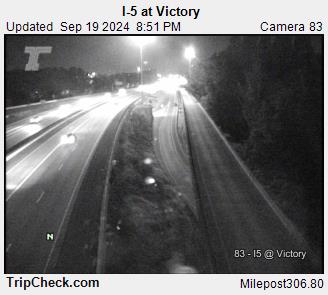 I-5 at Victory
Updated Sep 19 2024 8:51 PM Camera 83
T
N
83 - I5 @ Victory
TripCheck.com Milepost306.80